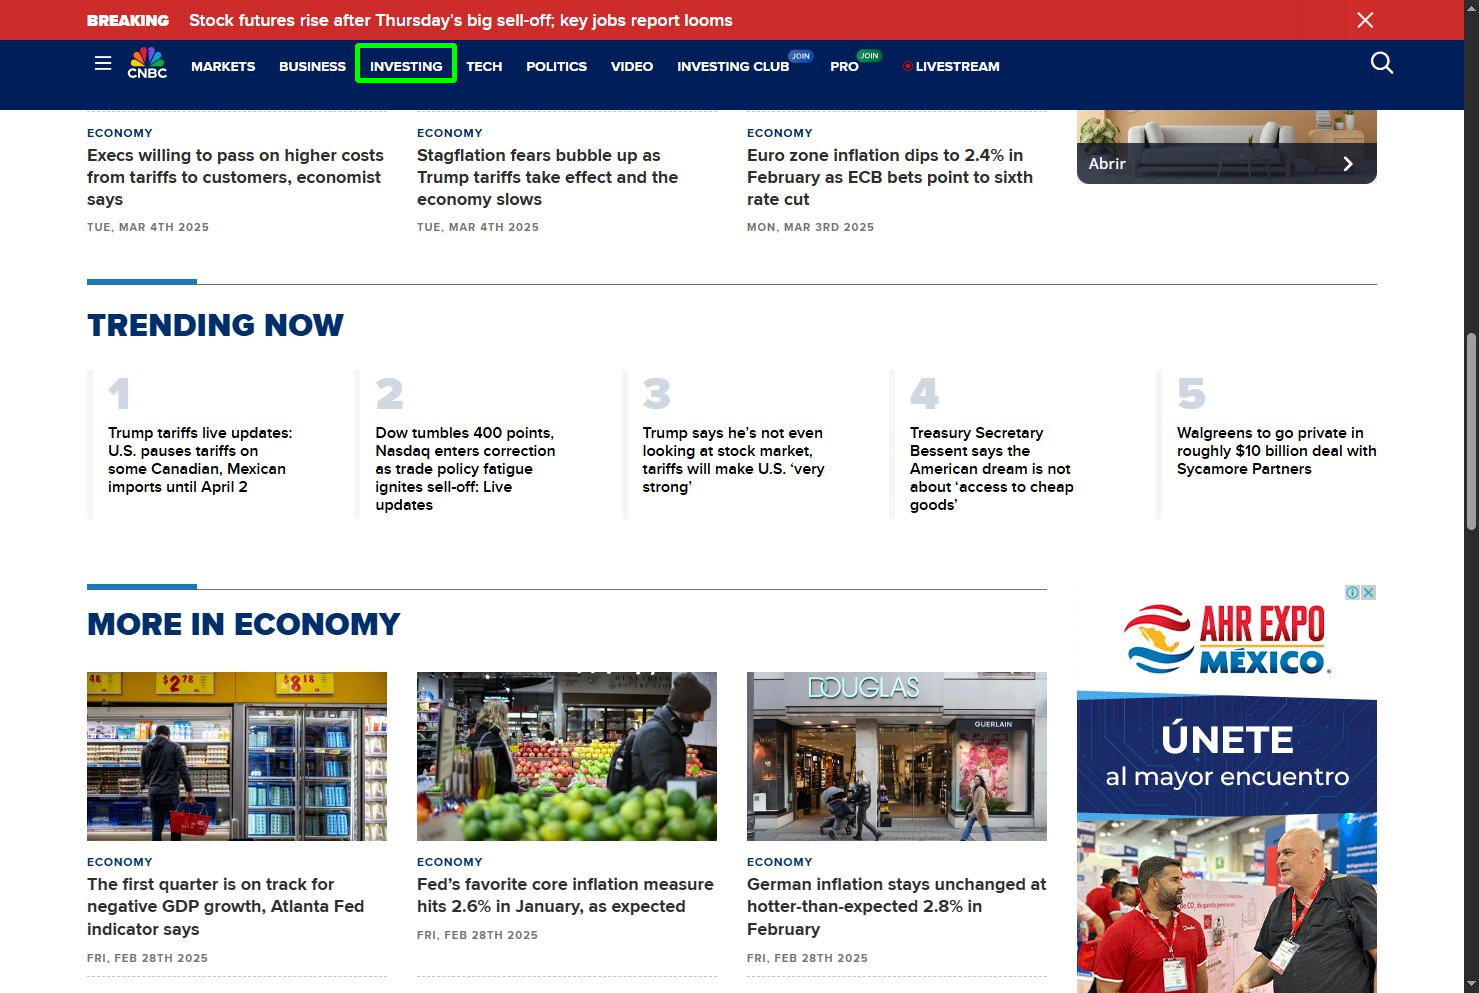 BREAKING Stock futures rise after Thursday’s big sell-off; key jobs report looms
CNBC
MARKETS BUSINESS INVESTING TECH POLITICS VIDEO INVESTING CLUB JOIN PRO JOIN LIVESTREAM
ECONOMY
Execs willing to pass on higher costs
from tariffs to customers, economist
says
TUE, MAR 4TH 2025
ECONOMY
Stagflation fears bubble up as
Trump tariffs take effect and the
economy slows
TUE, MAR 4TH 2025
ECONOMY
Euro zone inflation dips to 2.4% in
February as ECB bets point to sixth
rate cut
MON, MAR 3RD 2025
Abrir
TRENDING NOW
1
Trump tariffs live updates:
U.S. pauses tariffs on
some Canadian, Mexican
imports until April 2
2
Dow tumbles 400 points,
Nasdaq enters correction
as trade policy fatigue
ignites sell-off: Live
updates
3
Trump says he’s not even
looking at stock market,
tariffs will make U.S. ‘very
strong’
4
Treasury Secretary
Bessent says the
American dream is not
about ‘access to cheap
goods’
5
Walgreens to go private in
roughly $10 billion deal with
Sycamore Partners
MORE IN ECONOMY
$2.78
$8.18
ECONOMY
The first quarter is on track for
negative GDP growth, Atlanta Fed
indicator says
FRI, FEB 28TH 2025
ECONOMY
Fed’s favorite core inflation measure
hits 2.6% in January, as expected
FRI, FEB 28TH 2025
DOUGLAS
GUERLAIN
ECONOMY
German inflation stays unchanged at
hotter-than-expected 2.8% in
February
FRI, FEB 28TH 2025
AHR EXPO
MÉXICO®
ÚNETE
al mayor encuentro